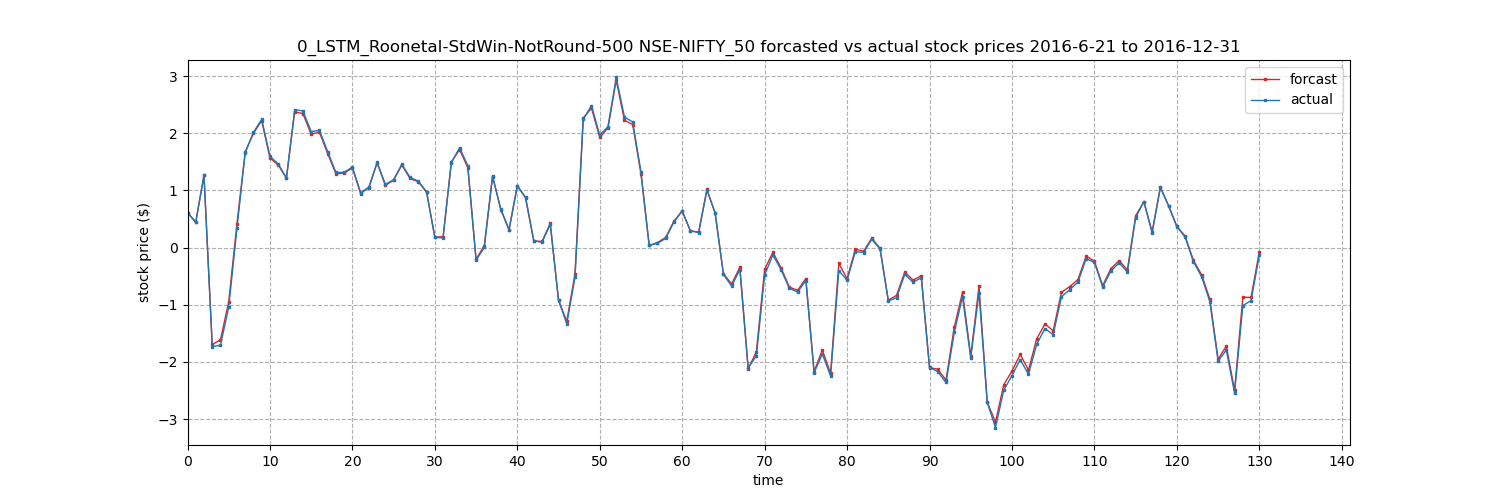 0_LSTM_Roonetal-StdWin-NotRound-500 NSE-NIFTY_50 forcasted vs actual stock prices 2016-6-21 to 2016-12-31
forcast
actual
stock price ($)
3
2
1
0
−1
−2
−3
0 10 20 30 40 50 60 70 80 90 100 110 120 130 140
time